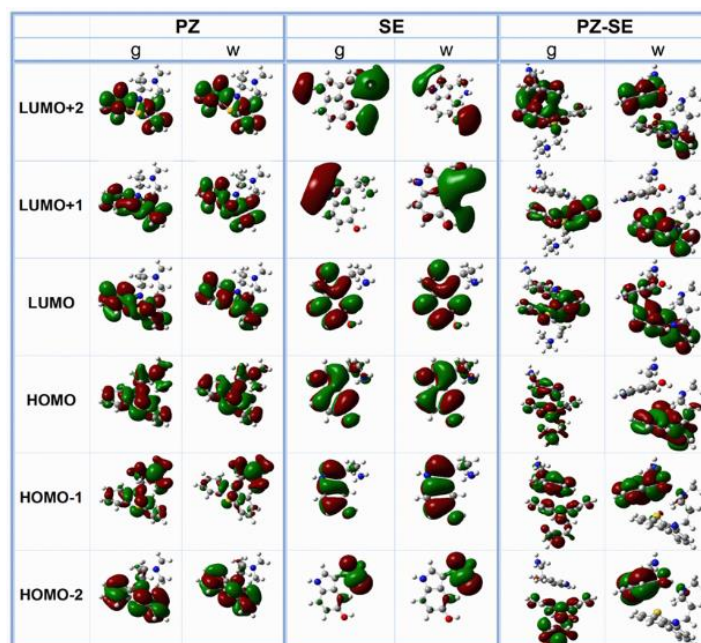 PZ SE PZ-SE
g w g w g w
LUMO+2
LUMO+1
LUMO
HOMO
HOMO-1
HOMO-2